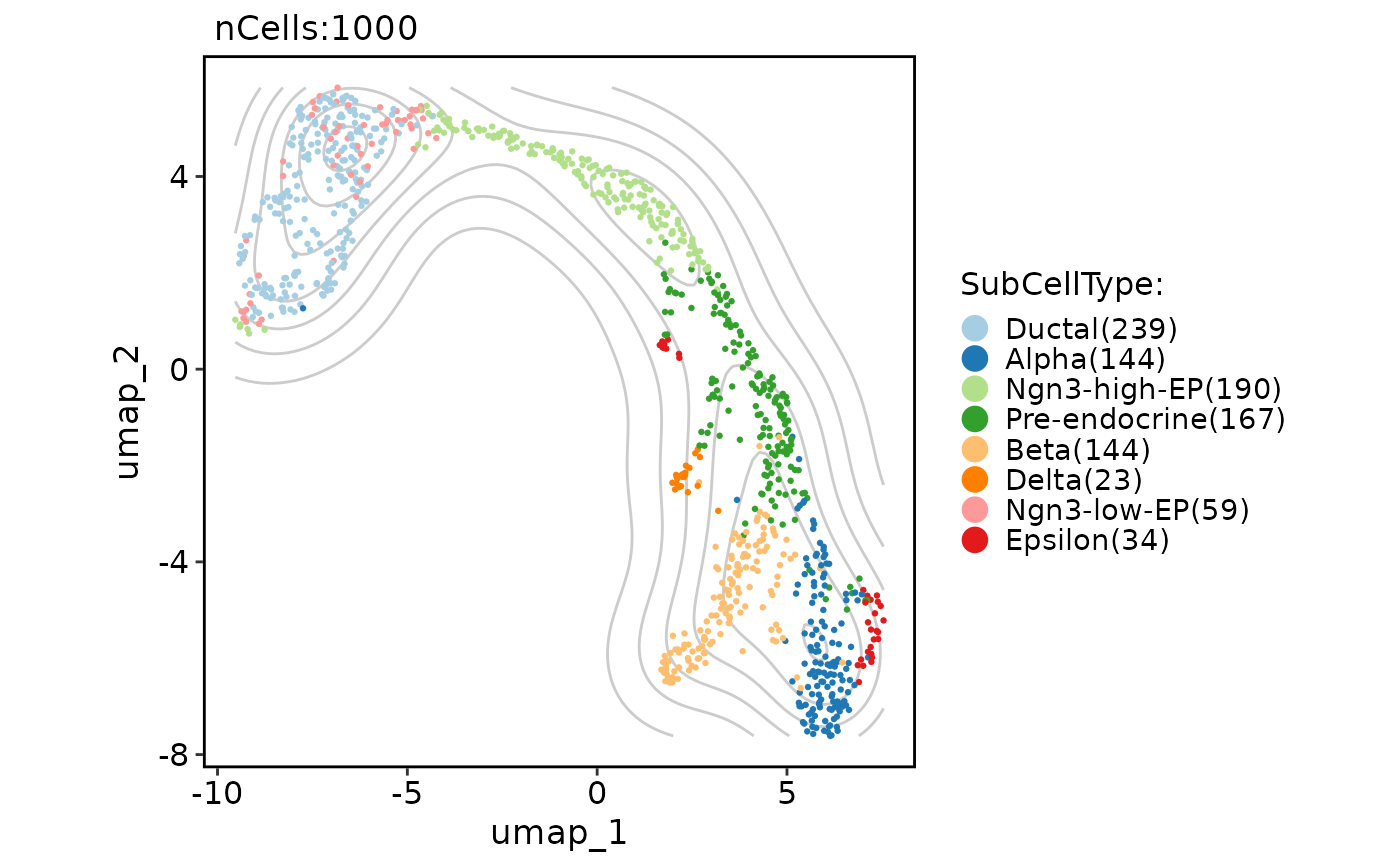 nCells:1000
umap_2
4
0
-4
-8
-10
-5
0
5
umap_1
SubCellType:
Ductal(239)
Alpha(144)
Ngn3-high-EP(190)
Pre-endocrine(167)
Beta(144)
Delta(23)
Ngn3-low-EP(59)
Epsilon(34)